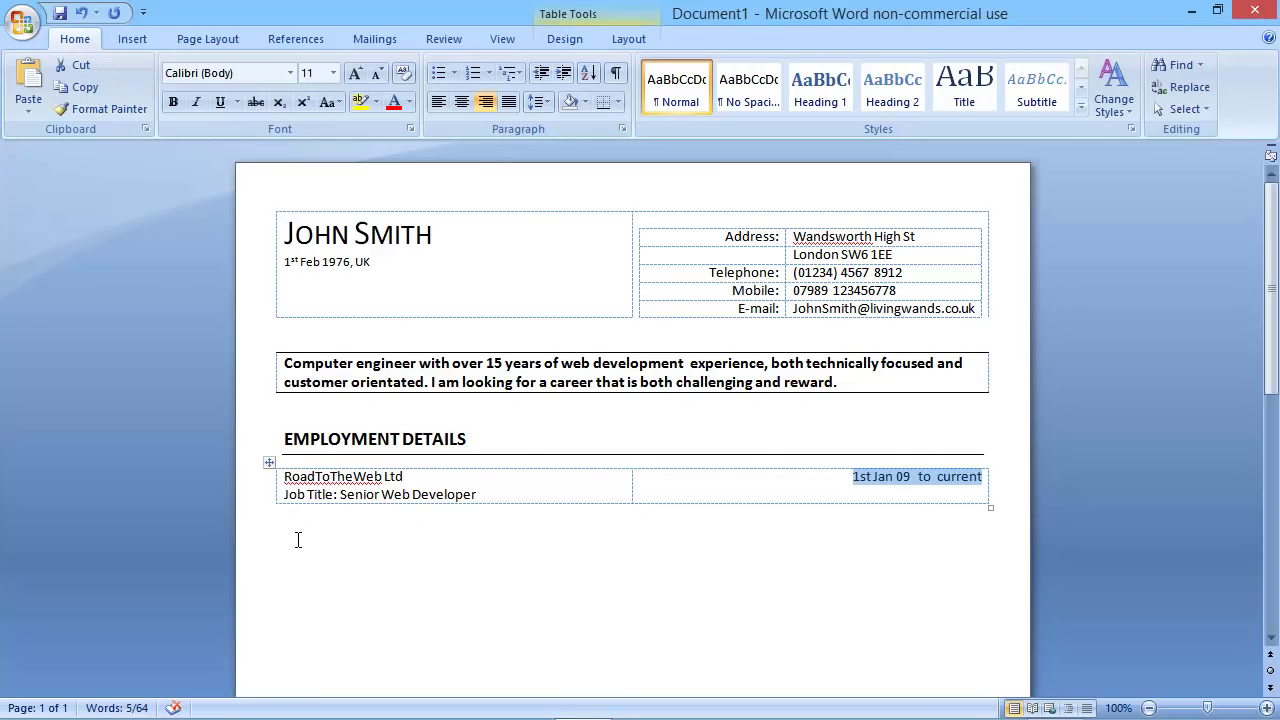 Table Tools
Document1 - Microsoft Word non-commercial use
Home
Insert
Page Layout
References
Mailings
Review
View
Design
Layout
Paste
Cut
Copy
Format Painter
Clipboard
Calibri (Body)
11
Font
Paragraph
AaBbCcDc
¶ Normal
AaBbCcDc
¶ No Spaci...
AaBbCc
Heading 1
AaBbCc
Heading 2
AaB
Title
AaBbCc.
Subtitle
Change Styles
Styles
Find
Replace
Select
Editing
JOHN SMITH
1st Feb 1976, UK
Address: Wandsworth High St
London SW6 1EE
Telephone: (01234) 4567 8912
Mobile: 07989 123456778
E-mail: JohnSmith@livingwands.co.uk
Computer engineer with over 15 years of web development experience, both technically focused and
customer orientated. I am looking for a career that is both challenging and reward.
EMPLOYMENT DETAILS
RoadToTheWeb Ltd 1st Jan 09 to current
Job Title: Senior Web Developer
Page: 1 of 1
Words: 5/64
100%